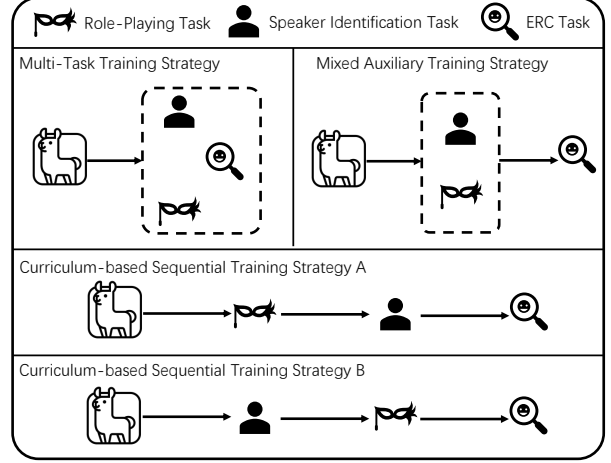 Role-Playing Task Speaker Identification Task ERC Task
Multi-Task Training Strategy
Mixed Auxiliary Training Strategy
Curriculum-based Sequential Training Strategy A
Curriculum-based Sequential Training Strategy B